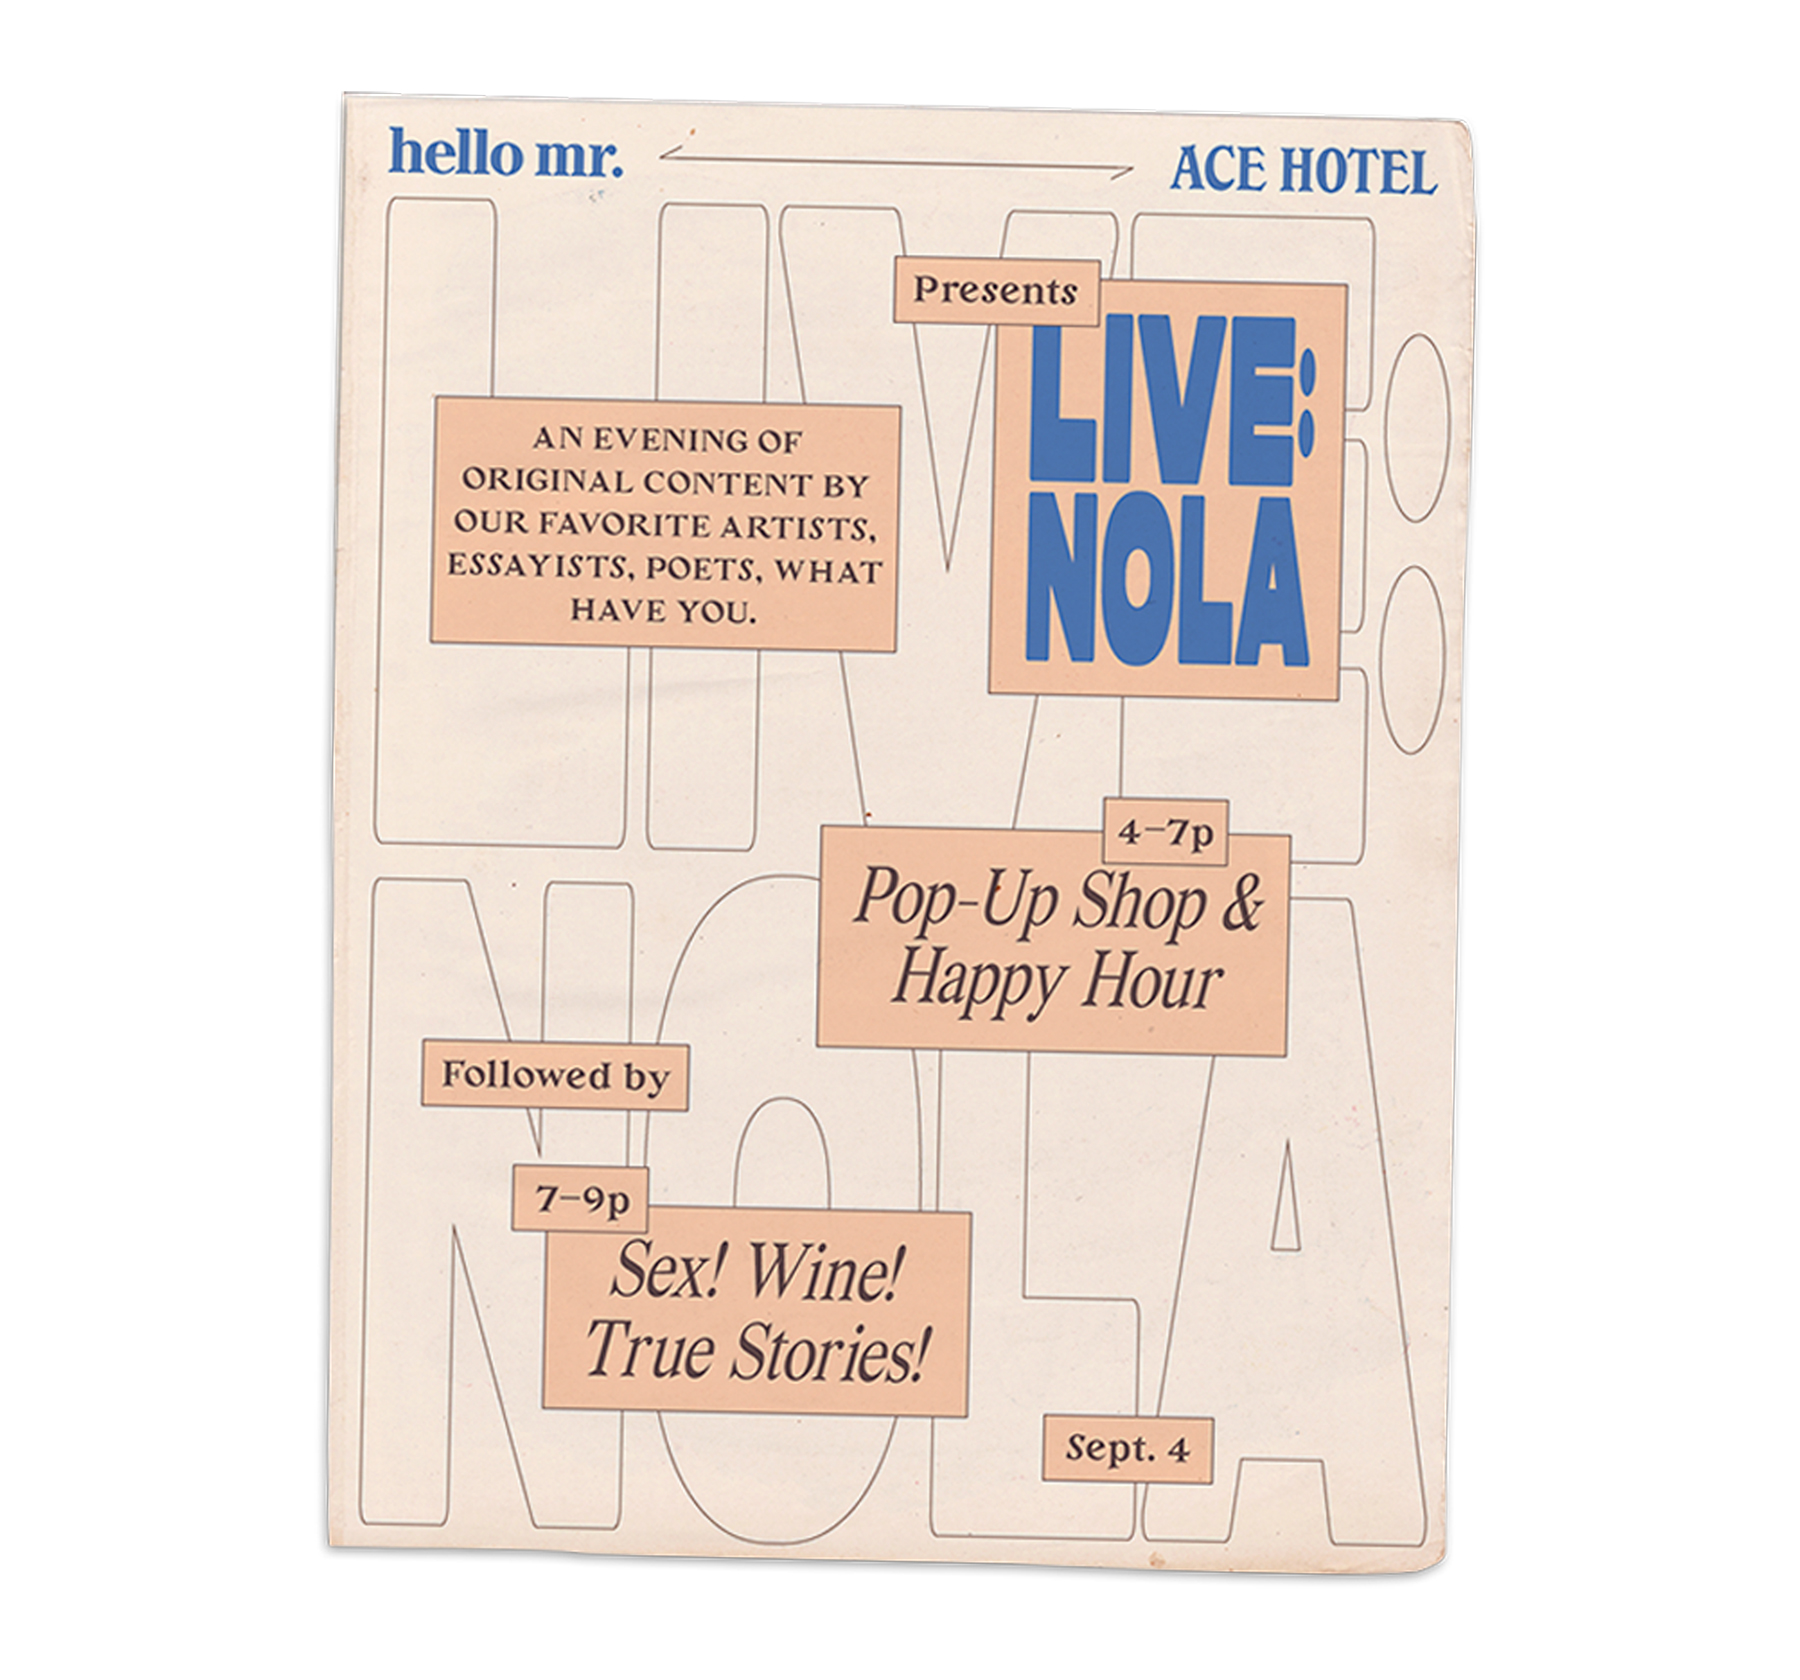 hello mr.
ACE HOTEL
Presents
LIVE:
NOLA
AN EVENING OF
ORIGINAL CONTENT BY
OUR FAVORITE ARTISTS,
ESSAYISTS, POETS, WHAT
HAVE YOU.
4–7p
Pop-Up Shop &
Happy Hour
Followed by
7–9p
Sex! Wine!
True Stories!
Sept. 4
LIVE:
NOLA